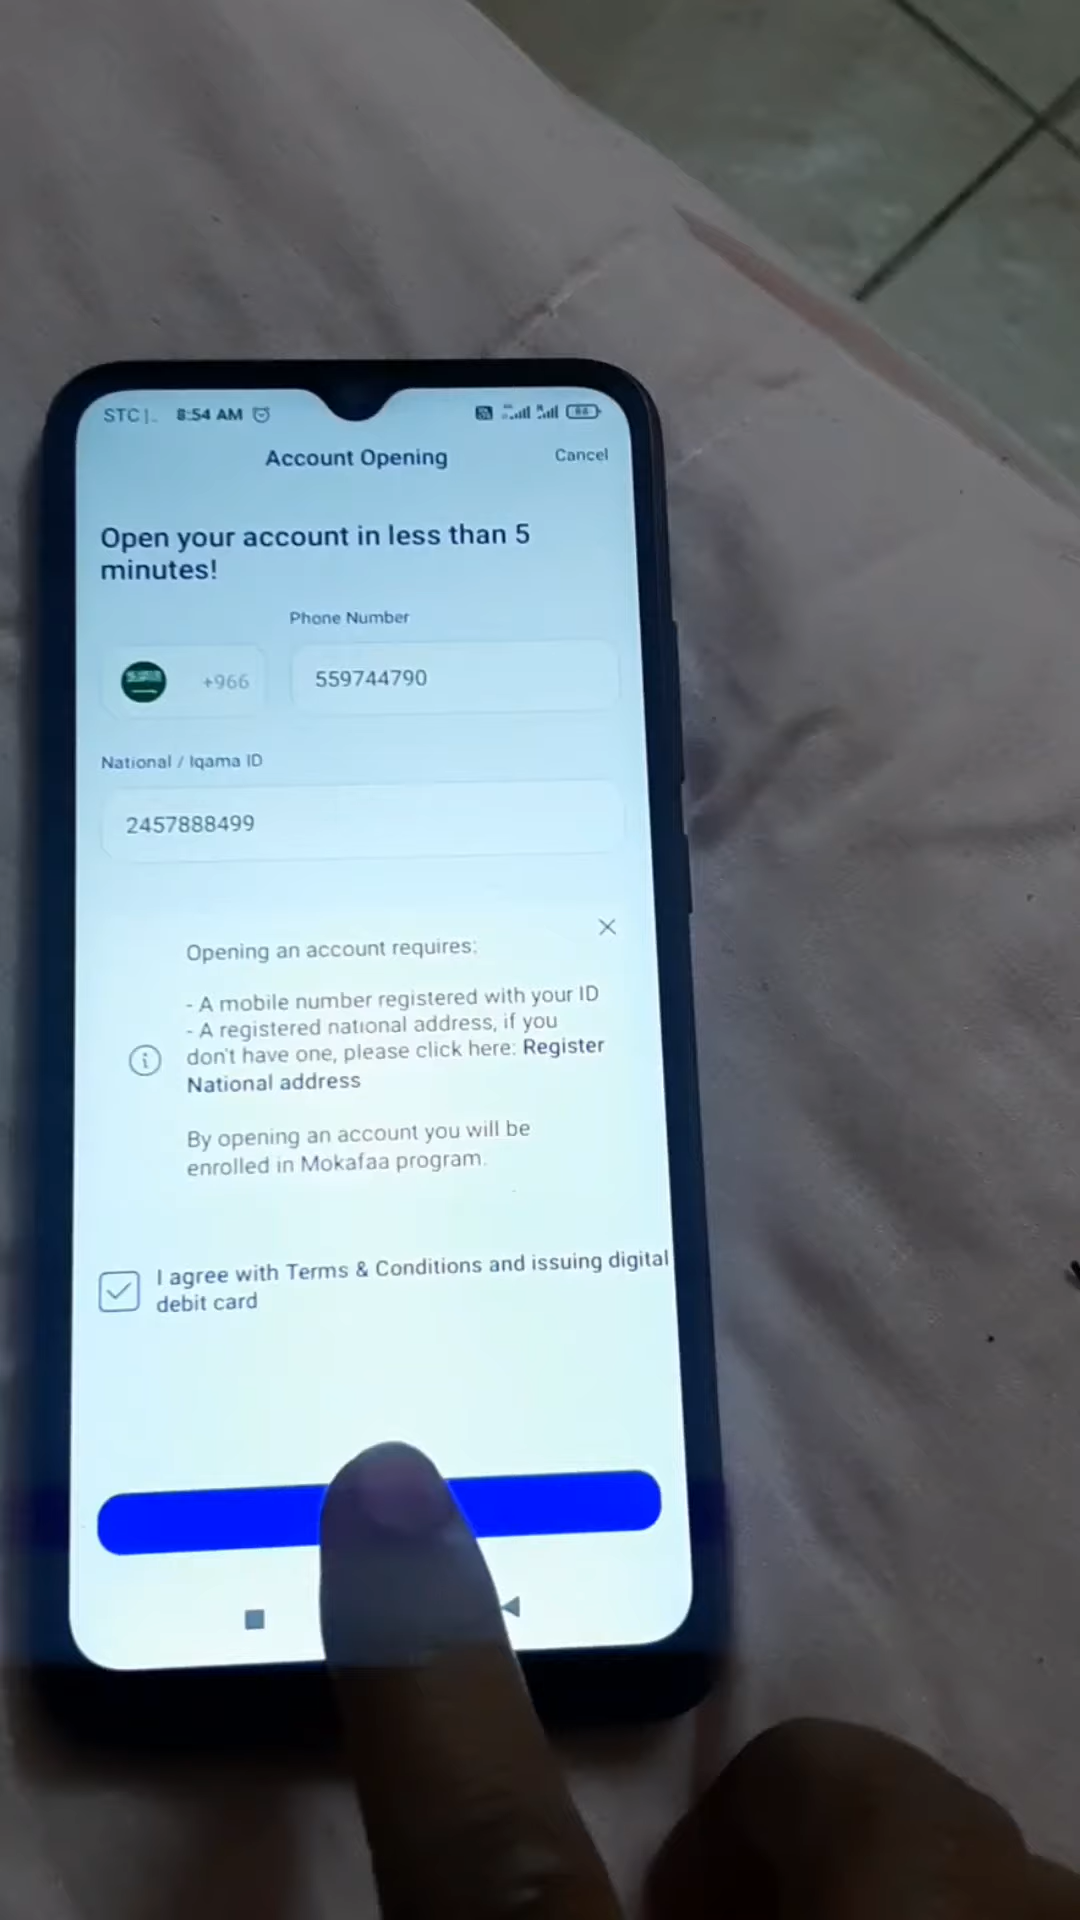 STC |. 8:54 AM
Account Opening
Cancel
Open your account in less than 5
minutes!
Phone Number
+966
559744790
National / Iqama ID
2457888499
Opening an account requires:
- A mobile number registered with your ID
- A registered national address, if you
don't have one, please click here: Register
National address
By opening an account you will be
enrolled in Mokafaa program.
I agree with Terms & Conditions and issuing digital
debit card